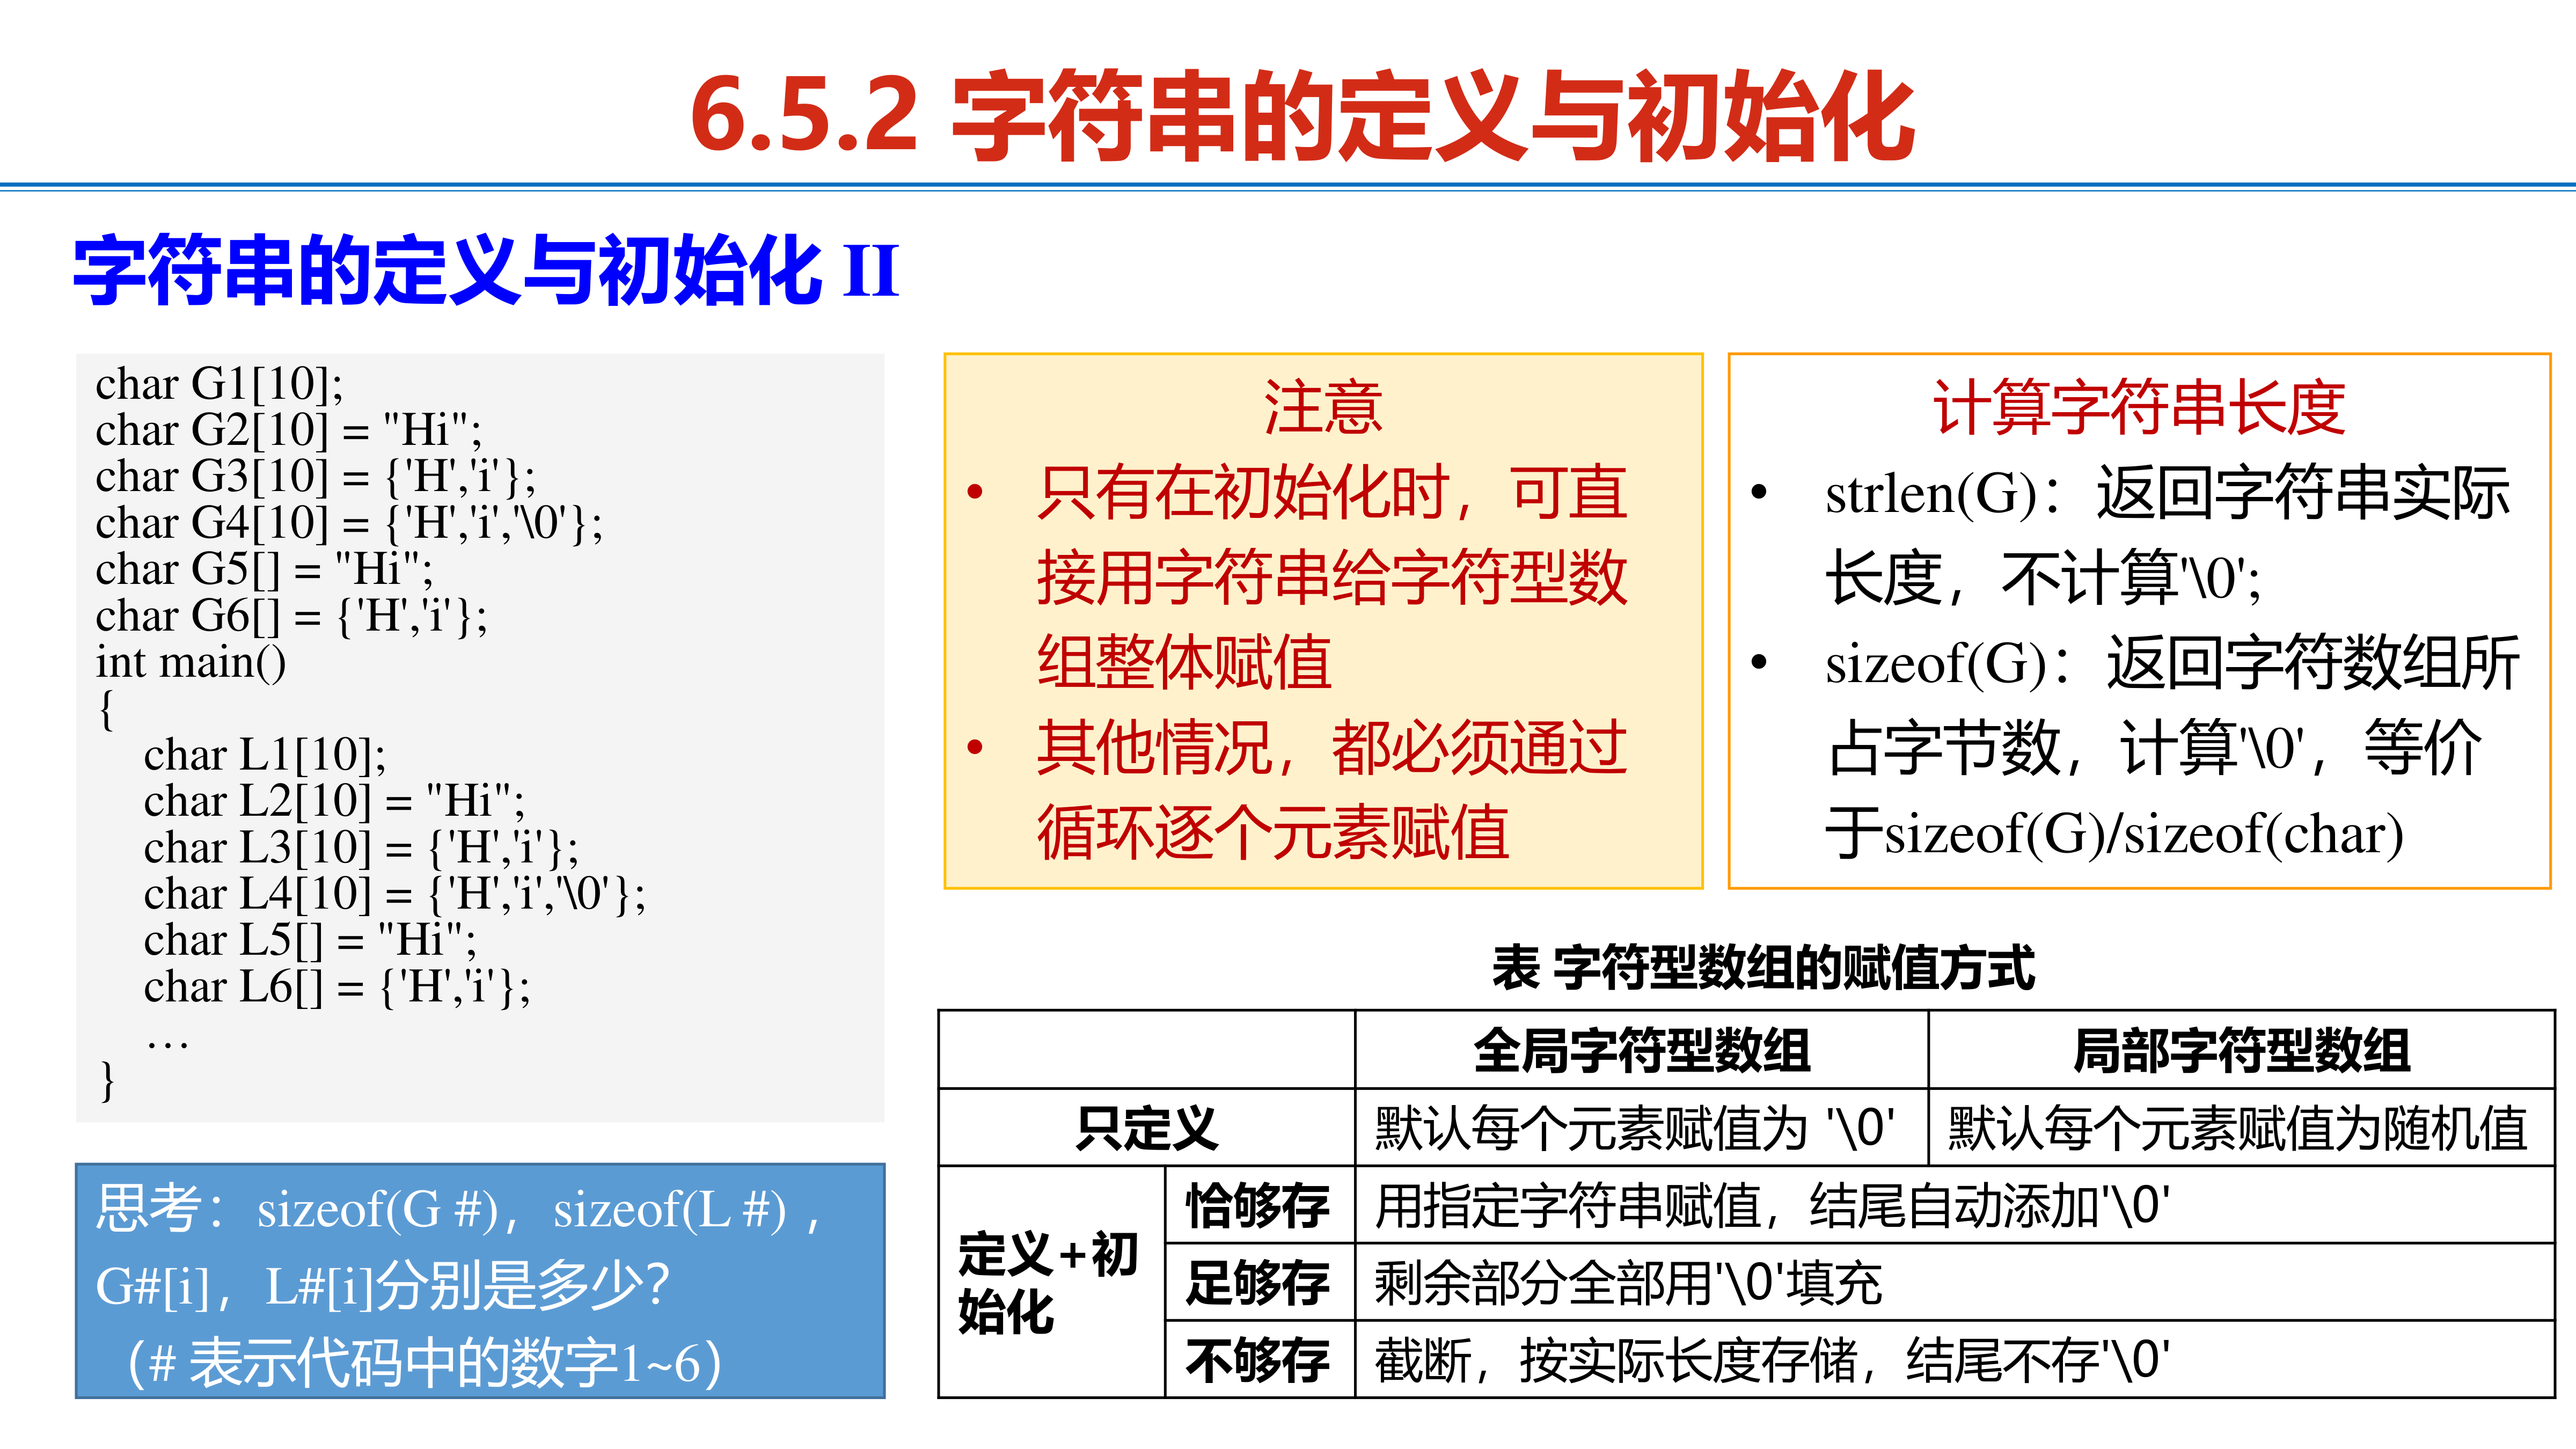 6.5.2 字符串的定义与初始化
字符串的定义与初始化 II
char G1[10];
char G2[10] = "Hi";
char G3[10] = {'H','i'};
char G4[10] = {'H','i','\0'};
char G5[] = "Hi";
char G6[] = {'H','i'};
int main()
{
char L1[10];
char L2[10] = "Hi";
char L3[10] = {'H','i'};
char L4[10] = {'H','i','\0'};
char L5[] = "Hi";
char L6[] = {'H','i'};
…
}
思考：sizeof(G #)，sizeof(L #)，
G#[i]，L#[i]分别是多少？
（# 表示代码中的数字1~6）
注意
• 只有在初始化时，可直
接用字符串给字符型数
组整体赋值
• 其他情况，都必须通过
循环逐个元素赋值
计算字符串长度
• strlen(G)：返回字符串实际
长度，不计算'\0';
• sizeof(G)：返回字符数组所
占字节数，计算'\0'，等价
于sizeof(G)/sizeof(char)
表 字符型数组的赋值方式
全局字符型数组 局部字符型数组
只定义 默认每个元素赋值为 '\0' 默认每个元素赋值为随机值
定义+初
始化
恰够存 用指定字符串赋值，结尾自动添加'\0'
足够存 剩余部分全部用'\0'填充
不够存 截断，按实际长度存储，结尾不存'\0'